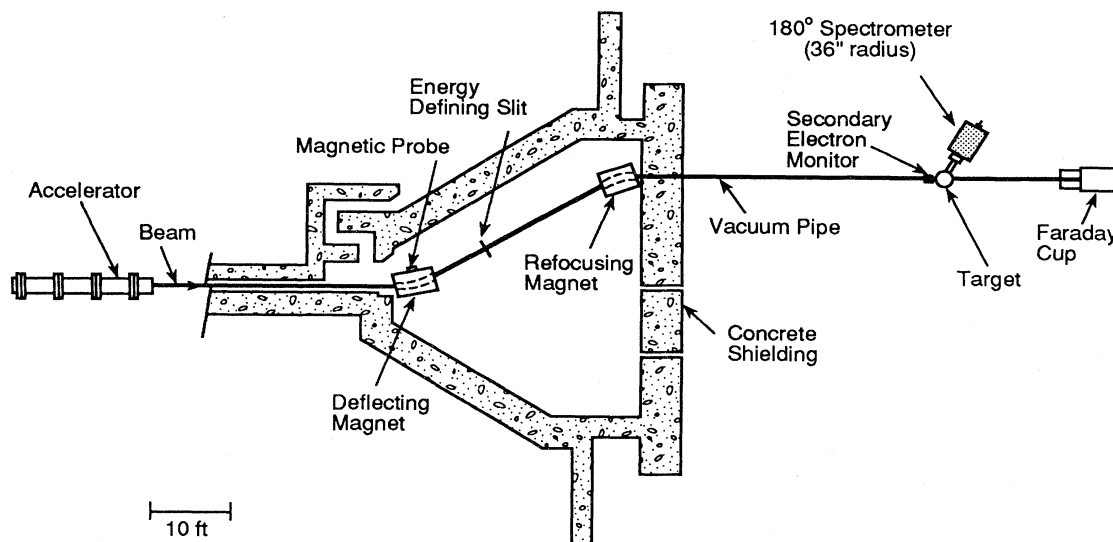 180° Spectrometer
(36" radius)
Energy
Defining Slit
Secondary
Electron
Monitor
Magnetic Probe
Accelerator
Beam
Vacuum Pipe
Faraday
Cup
Refocusing
Magnet
Target
Concrete
Shielding
Deflecting
Magnet
10 ft